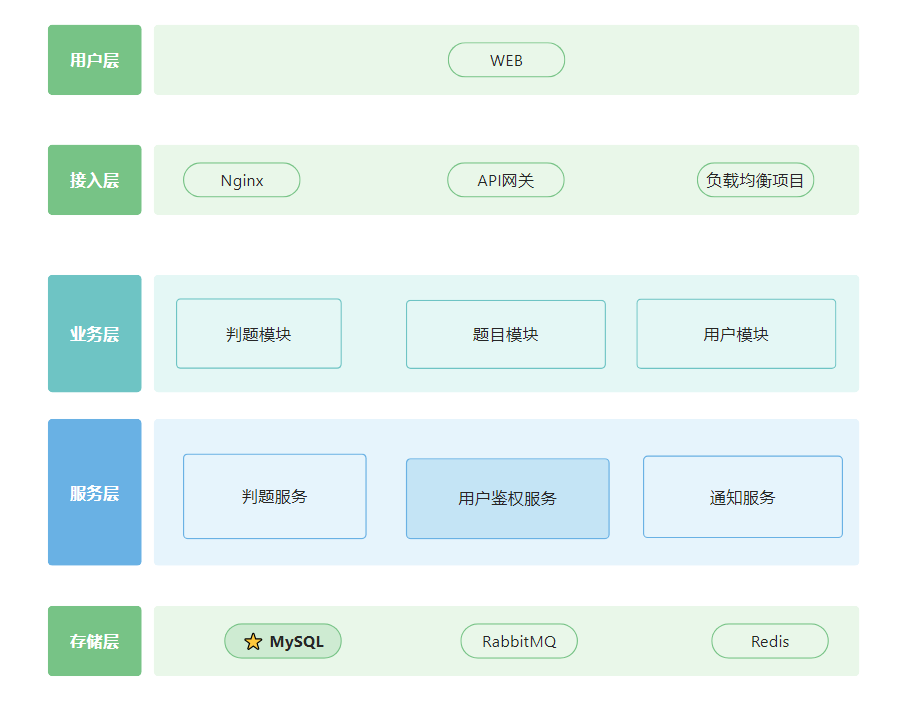 用户层
WEB
接入层
Nginx
API网关
负载均衡项目
业务层
判题模块
题目模块
用户模块
服务层
判题服务
用户鉴权服务
通知服务
存储层
MySQL
RabbitMQ
Redis